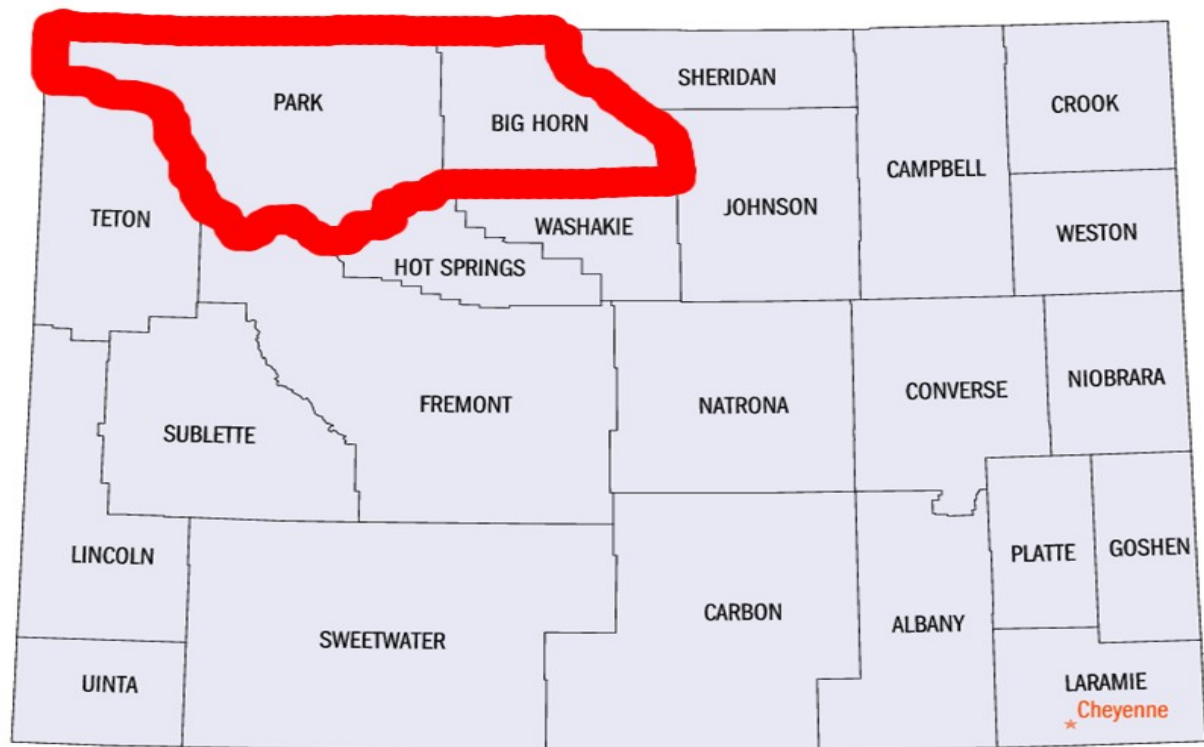 SHERIDAN
PARK
CROOK
BIG HORN
CAMPBELL
JOHNSON
TETON
WASHAKIE
WESTON
HOT SPRINGS
NIOBRARA
CONVERSE
FREMONT
NATRONA
SUBLETTE
GOSHEN
PLATTE
LINCOLN
CARBON
ALBANY
SWEETWATER
UINTA
LARAMIE
Cheyenne